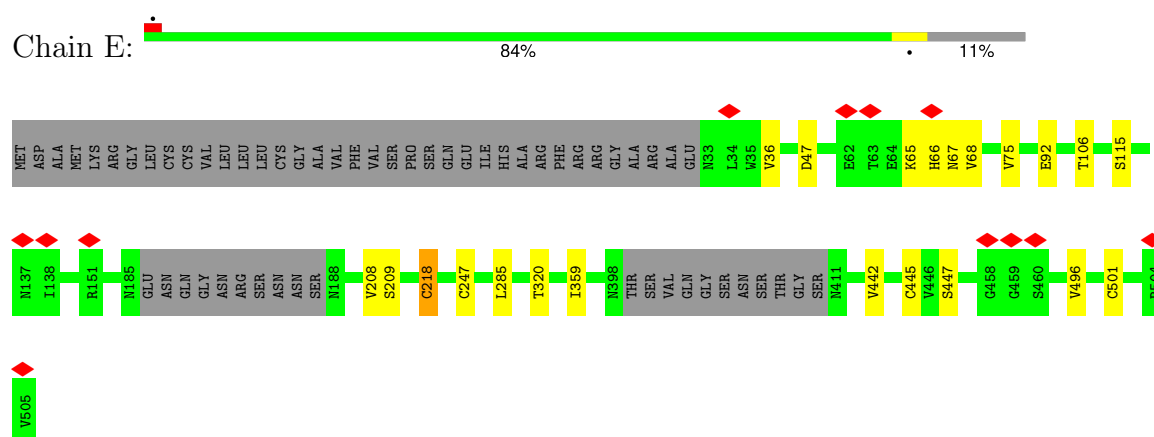 Chain E:
84% 11%
MET ASP ALA MET LYS ARG GLY LEU CYS CYS VAL LEU LEU LEU CYS GLY ALA VAL PHE VAL SER PRO SER GLN GLU ILE HIS ALA ARG PHE ARG ARG GLY ALA ARG ALA GLU N33 L34 W35 V36 D47 E62 T63 E64 K65 H66 N67 V68 V75 E92 T106 S115
N137 I138 R151 N185 GLU ASN GLN GLY ASN ARG SER ASN ASN SER N188 V208 S209 C218 C247 L285 T320 I359 N398 THR SER VAL GLN GLY SER ASN SER THR GLY SER N411 V442 C445 V446 S447 G458 G459 S460 V496 C501
V505